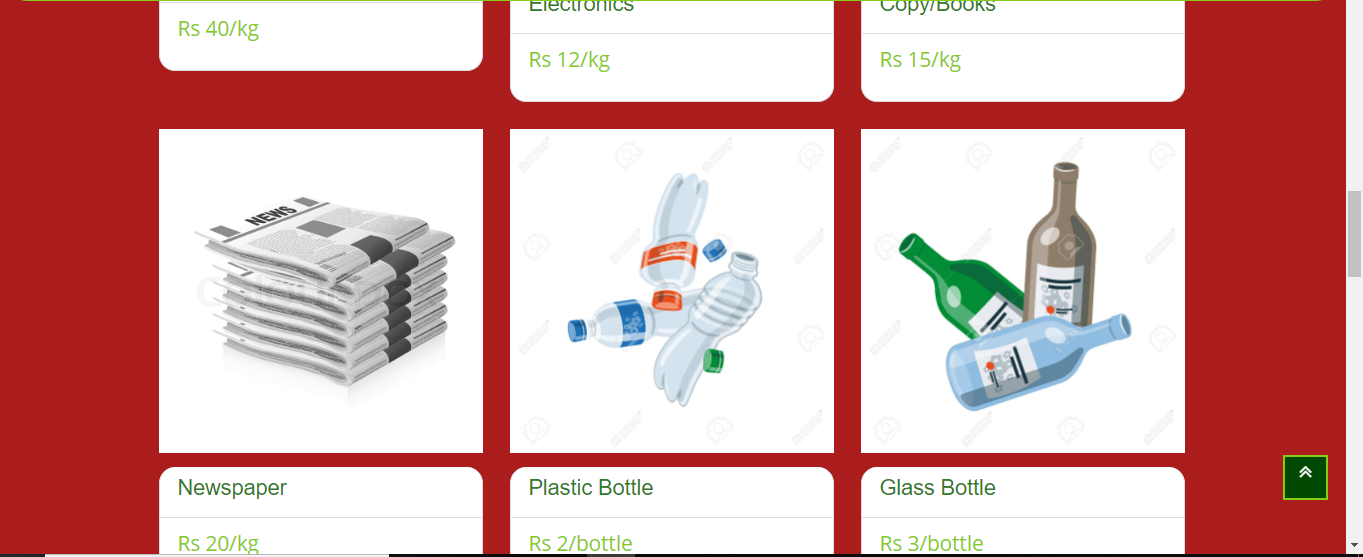 Rs 40/kg
Electronics
Rs 12/kg
Copy/Books
Rs 15/kg
NEWS
Newspaper
Rs 20/kg
Plastic Bottle
Rs 2/bottle
Glass Bottle
Rs 3/bottle